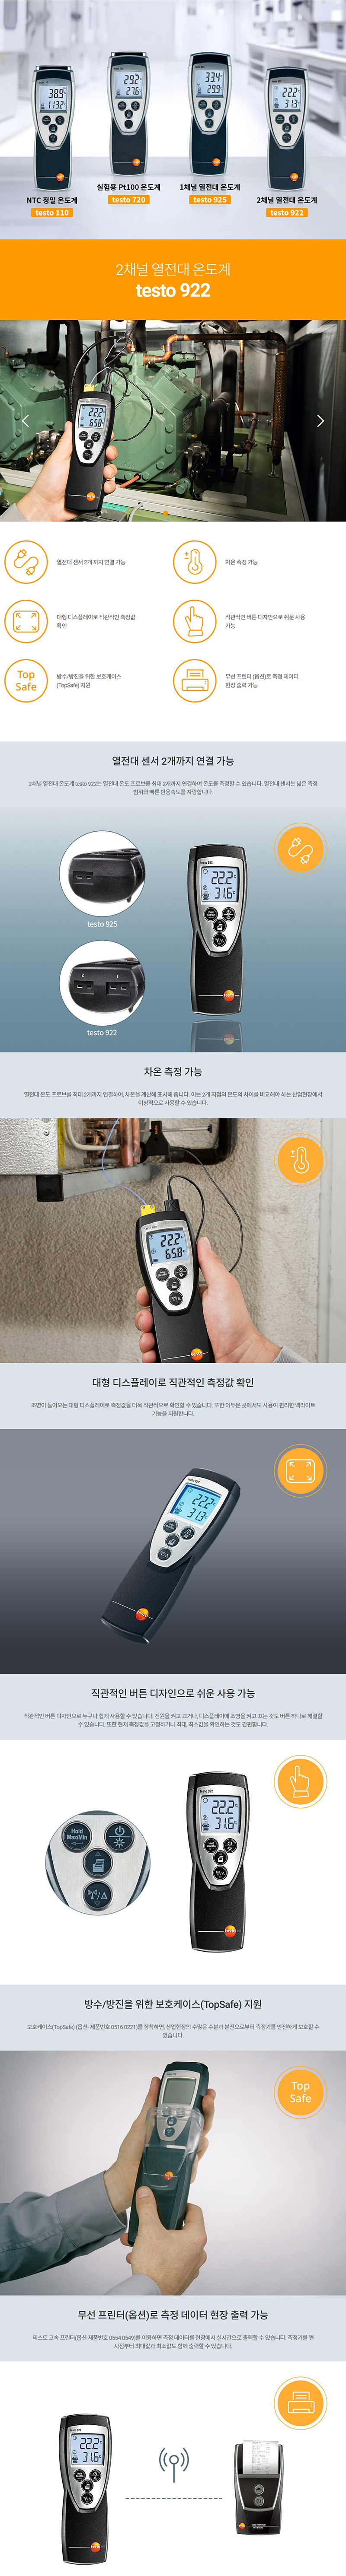 NTC 정밀 온도계
testo 110
실험용 Pt100 온도계
testo 720
1채널 열전대 온도계
testo 925
2채널 열전대 온도계
testo 922
2채널 열전대 온도계
testo 922
열전대 센서 2개 까지 연결 가능
차온 측정 가능
대형 디스플레이로 직관적인 측정값
확인
직관적인 버튼 디자인으로 쉬운 사용
가능
Top
Safe
방수/방진을 위한 보호케이스
(TopSafe) 지원
무선 프린터 (옵션)로 측정 데이터
현장 출력 가능
열전대 센서 2개까지 연결 가능
2채널 열전대 온도계 testo 922는 열전대 온도 프로브를 최대 2개까지 연결하여 온도를 측정할 수 있습니다. 열전대 센서는 넓은 측정
범위와 빠른 반응속도를 자랑합니다.
testo 925
testo 922
22.2
31.6
차온 측정 가능
열전대 온도 프로브를 최대 2개까지 연결하여, 차온을 계산해 표시해 줍니다. 이는 2개 지점의 온도의 차이를 비교해야 하는 산업현장에서
이상적으로 사용할 수 있습니다.
22.2
65.8
대형 디스플레이로 직관적인 측정값 확인
조명이 들어오는 대형 디스플레이로 측정값을 더욱 직관적으로 확인할 수 있습니다. 또한 어두운 곳에서도 사용이 편리한 백라이트
기능을 지원합니다.
22.2
31.3
직관적인 버튼 디자인으로 쉬운 사용 가능
직관적인 버튼 디자인으로 누구나 쉽게 사용할 수 있습니다. 전원을 켜고 끄거나, 디스플레이에 조명을 켜고 끄는 것도 버튼 하나로 해결할
수 있습니다. 또한 현재 측정값을 고정하거나 최대, 최소값을 확인하는 것도 간편합니다.
Hold
Max/Min
22.2
31.6
방수/방진을 위한 보호케이스(TopSafe) 지원
보호케이스(TopSafe) (옵션- 제품번호 0516 0221)를 장착하면, 산업현장의 수많은 수분과 분진으로부터 측정기를 안전하게 보호할 수
있습니다.
Top
Safe
무선 프린터(옵션)로 측정 데이터 현장 출력 가능
테스토 고속 프린터(옵션-제품번호 0554 0549)를 이용하면 측정 데이터를 현장에서 실시간으로 출력할 수 있습니다. 측정기를 켠
시점부터 최대값과 최소값도 함께 출력할 수 있습니다.
22.2
31.6